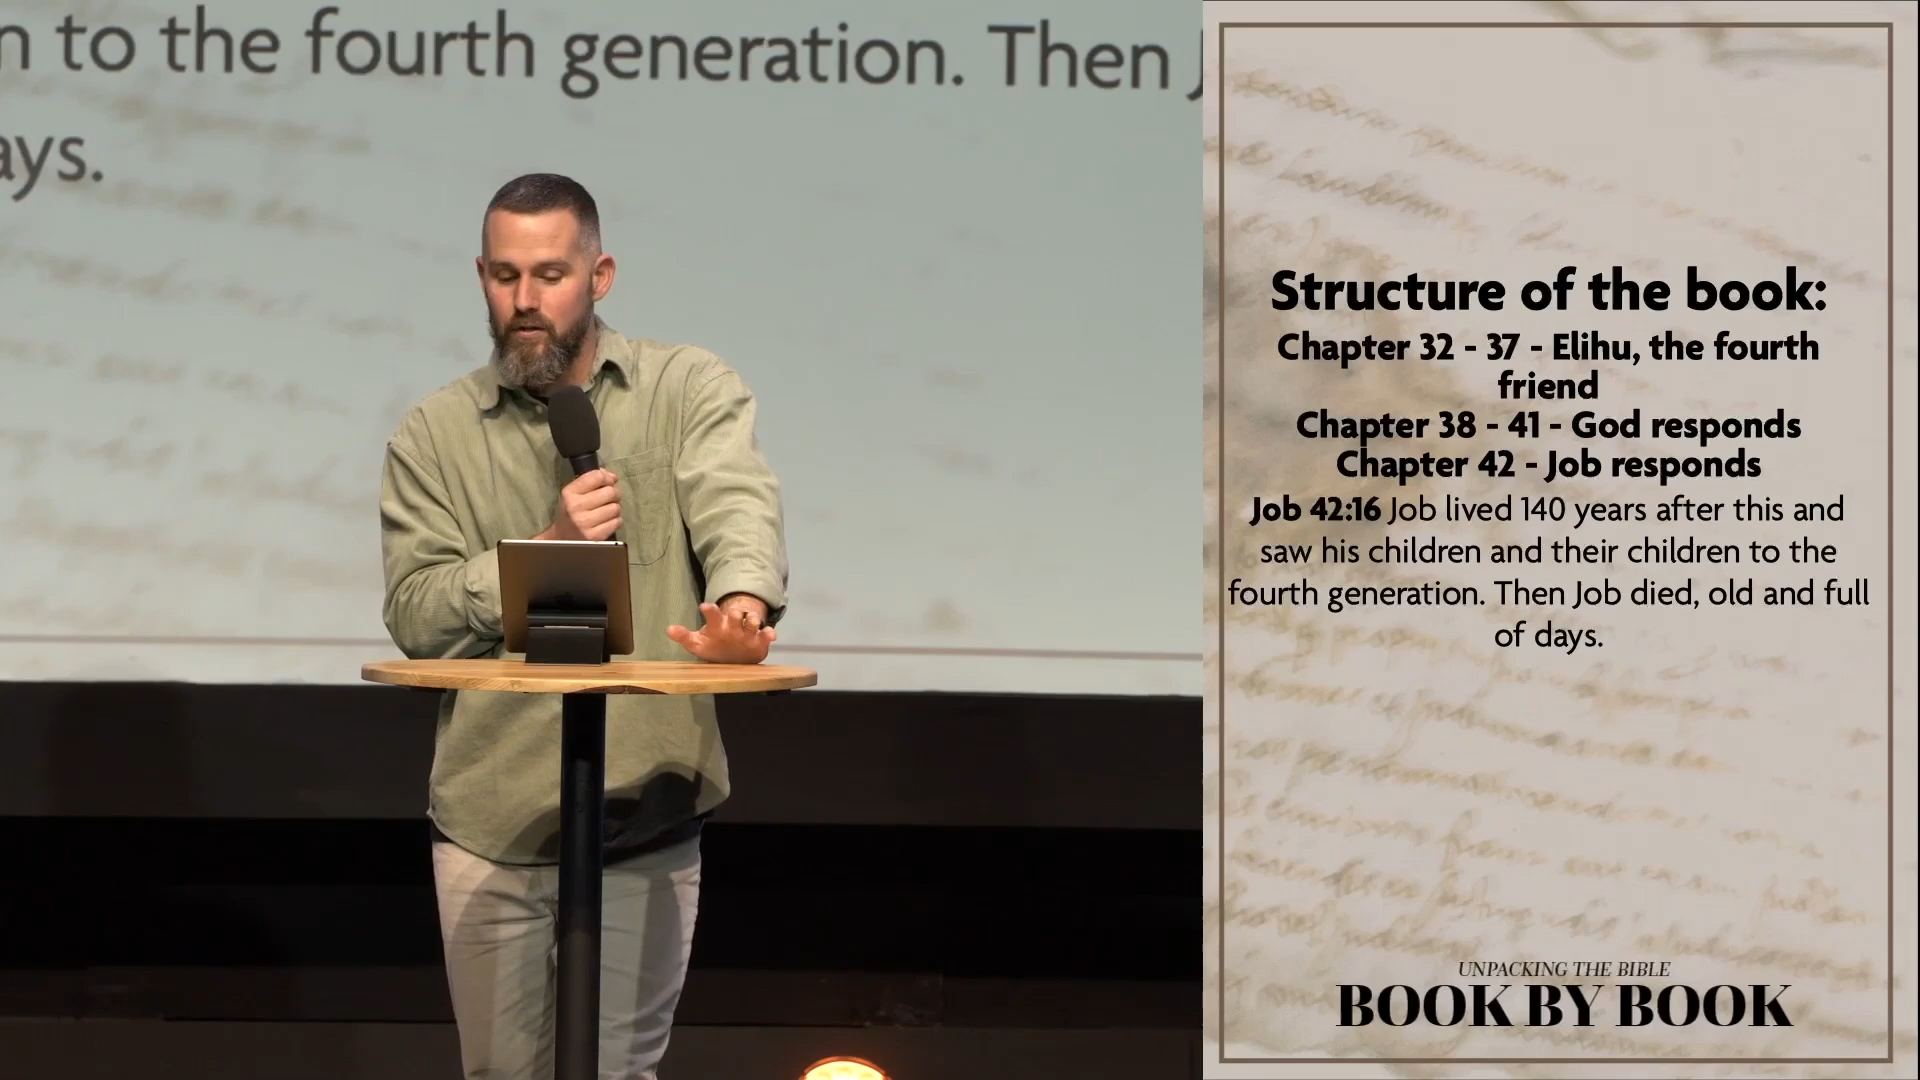 n to the fourth generation. Then J
ays.
Structure of the book:
Chapter 32 - 37 - Elihu, the fourth
friend
Chapter 38 - 41 - God responds
Chapter 42 - Job responds
Job 42:16 Job lived 140 years after this and
saw his children and their children to the
fourth generation. Then Job died, old and full
of days.
UNPACKING THE BIBLE
BOOK BY BOOK